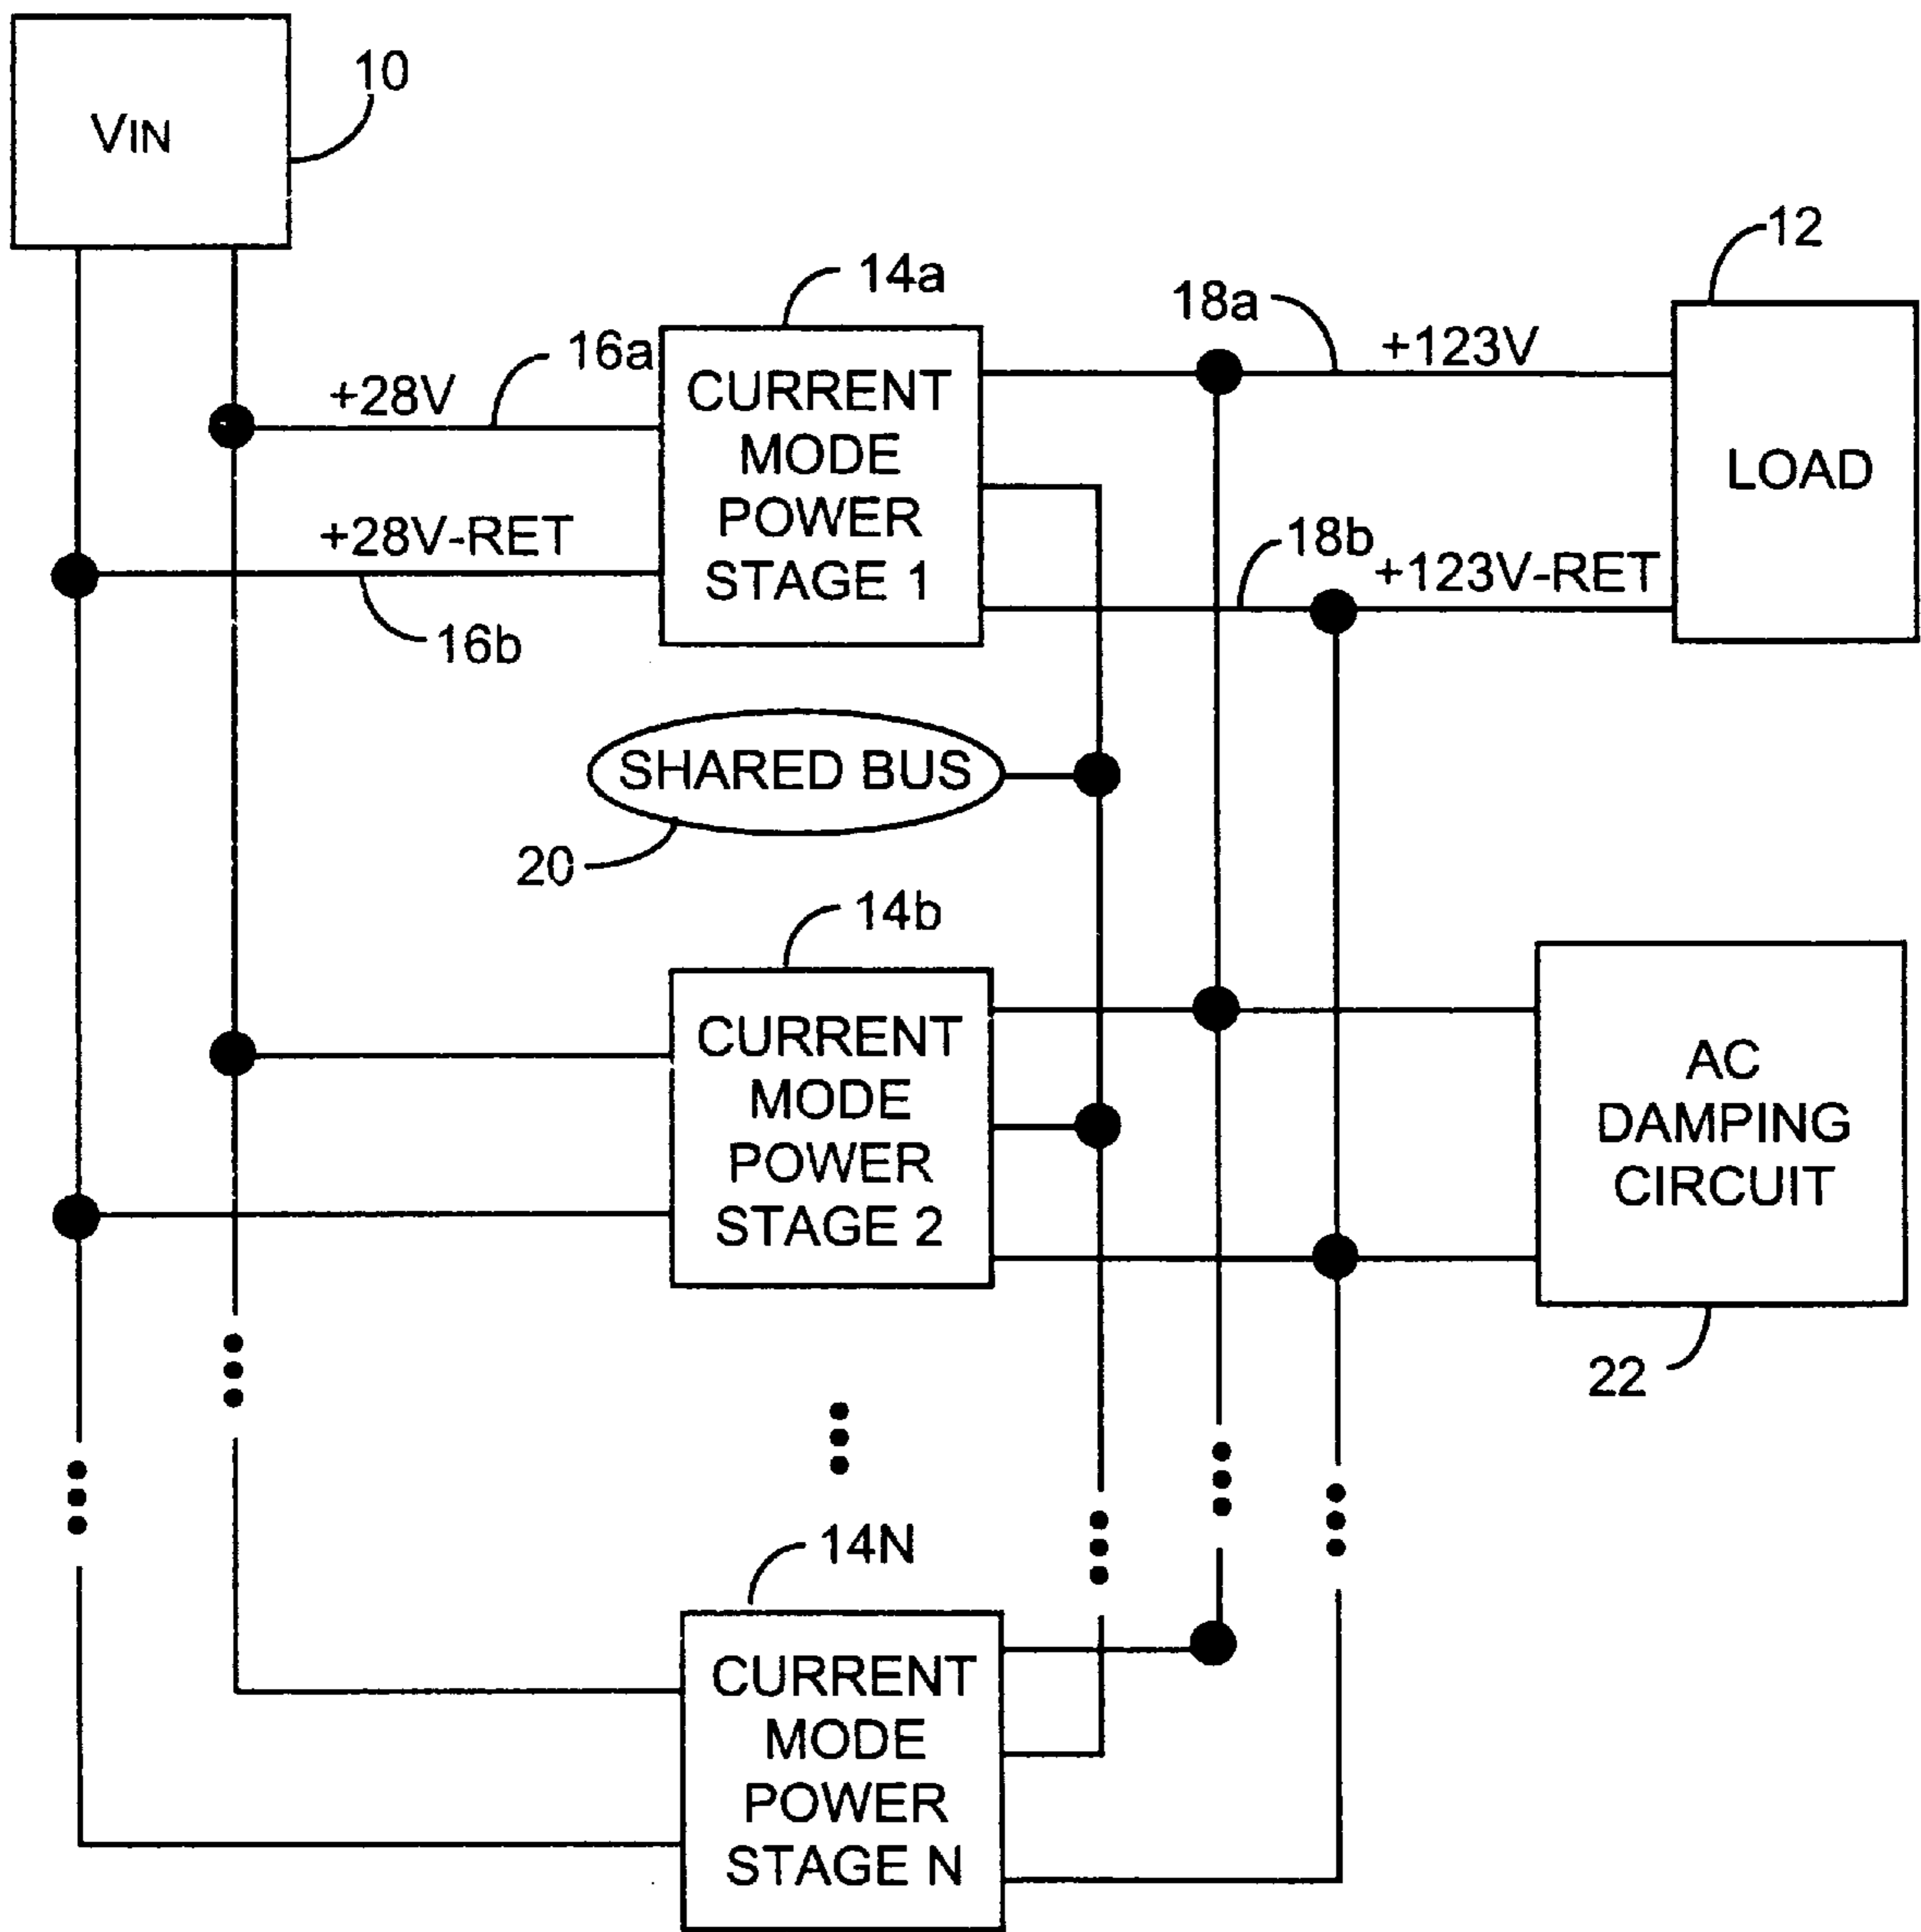 VIN
10
12
14a
18a
+123V
16a
+28V
CURRENT
MODE
POWER
STAGE 1
LOAD
+28V-RET
18b
+123V-RET
16b
SHARED BUS
20
14b
CURRENT
MODE
POWER
STAGE 2
AC
DAMPING
CIRCUIT
22
14N
CURRENT
MODE
POWER
STAGE N